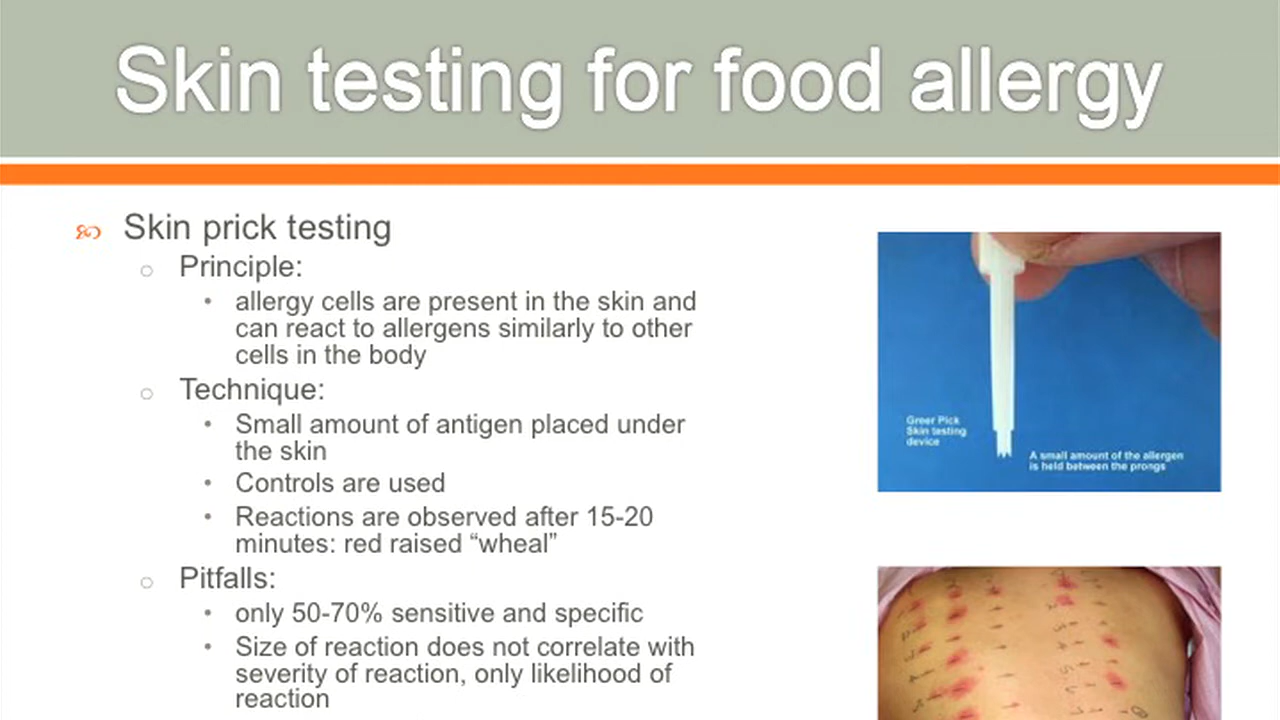 Skin testing for food allergy
Skin prick testing
Principle:
allergy cells are present in the skin and
can react to allergens similarly to other
cells in the body
Technique:
Small amount of antigen placed under
the skin
Controls are used
Reactions are observed after 15-20
minutes: red raised “wheal”
Pitfalls:
only 50-70% sensitive and specific
Size of reaction does not correlate with
severity of reaction, only likelihood of
reaction
Greer Pick
Skin testing
device
A small amount of the allergen
is held between the prongs